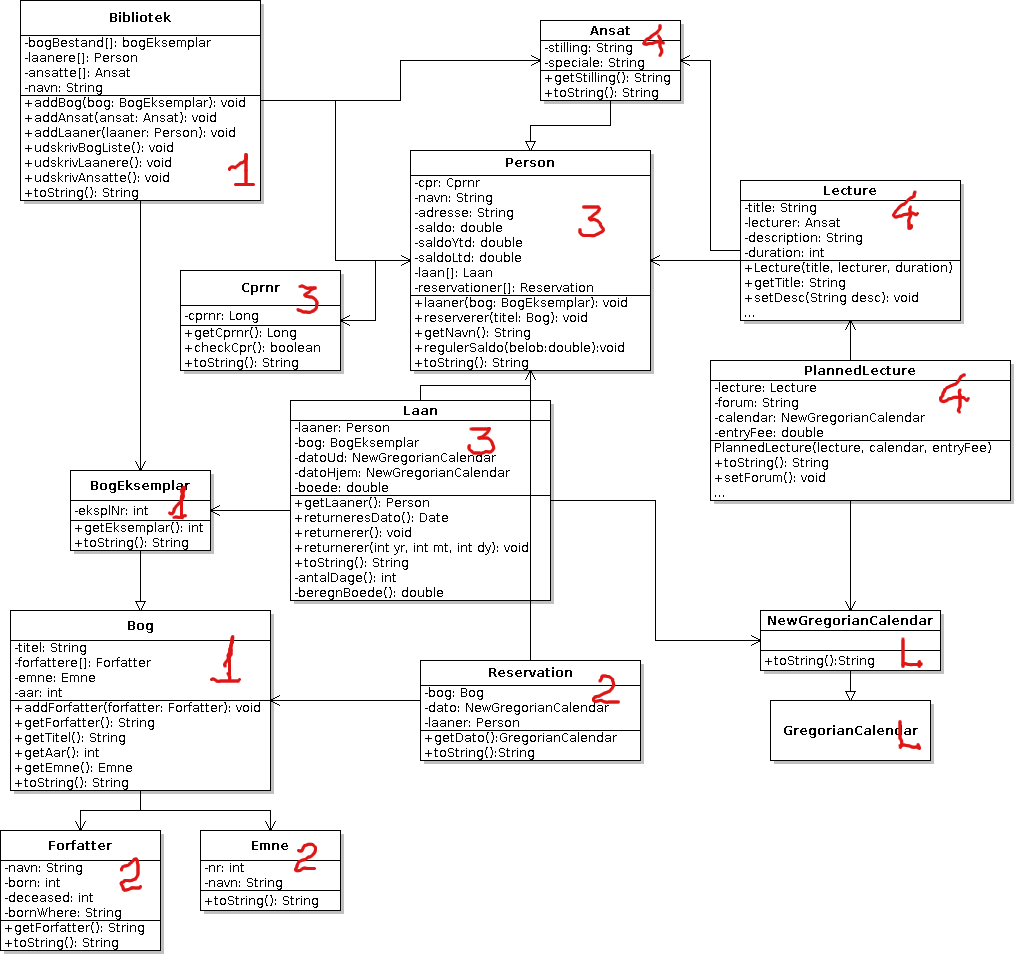 Bibliotek
-bogBestand[]: bogEksemplar
-laanere[]: Person
-ansatte[]: Ansat
-navn: String
+addBog(bog: BogEksemplar): void
+addAnsat(ansat: Ansat): void
+addLaaner(laaner: Person): void
+udskrivBogListe(): void
+udskrivLaanere(): void
+udskrivAnsatte(): void
+toString(): String
1
Ansat
-stilling: String
-speciale: String
+getStilling(): String
+toString(): String
4
Person
-cpr: Cprnr
-navn: String
-adresse: String
-saldo: double
-saldoYtd: double
-saldoLtd: double
-laan[]: Laan
-reservationer[]: Reservation
+laaner(bog: BogEksemplar): void
+reserverer(titel: Bog): void
+getNavn(): String
+regulerSaldo(belob:double):void
+toString(): String
3
Lecture
-title: String
-lecturer: Ansat
-description: String
-duration: int
+Lecture(title, lecturer, duration)
+getTitle(): String
+setDesc(String desc): void
...
4
Cprnr
-cprnr: Long
+getCprnr(): Long
+checkCpr(): boolean
+toString(): String
3
PlannedLecture
-lecture: Lecture
-forum: String
-calendar: NewGregorianCalendar
-entryFee: double
PlannedLecture(lecture, calendar, entryFee)
+toString(): String
+setForum(): void
...
4
Laan
-laaner: Person
-bog: BogEksemplar
-datoUd: NewGregorianCalendar
-datoHjem: NewGregorianCalendar
-boede: double
+getLaaner(): Person
+returneresDato(): Date
+returnerer(): void
+returnerer(int yr, int mt, int dy): void
+toString(): String
-antalDage(): int
-beregnBoede(): double
3
BogEksemplar
-eksplNr: int
+getEksemplar(): int
+toString(): String
1
Bog
-titel: String
-forfattere[]: Forfatter
-emne: Emne
-aar: int
+addForfatter(forfatter: Forfatter): void
+getForfatter(): String
+getTitel(): String
+getAar(): int
+getEmne(): Emne
+toString(): String
1
Reservation
-bog: Bog
-dato: NewGregorianCalendar
-laaner: Person
+getDato():GregorianCalendar
+toString():String
2
NewGregorianCalendar
+toString():String
L
GregorianCalendar
L
Forfatter
-navn: String
-born: int
-deceased: int
-bornWhere: String
+getForfatter(): String
+toString(): String
2
Emne
-nr: int
-navn: String
+toString(): String
2